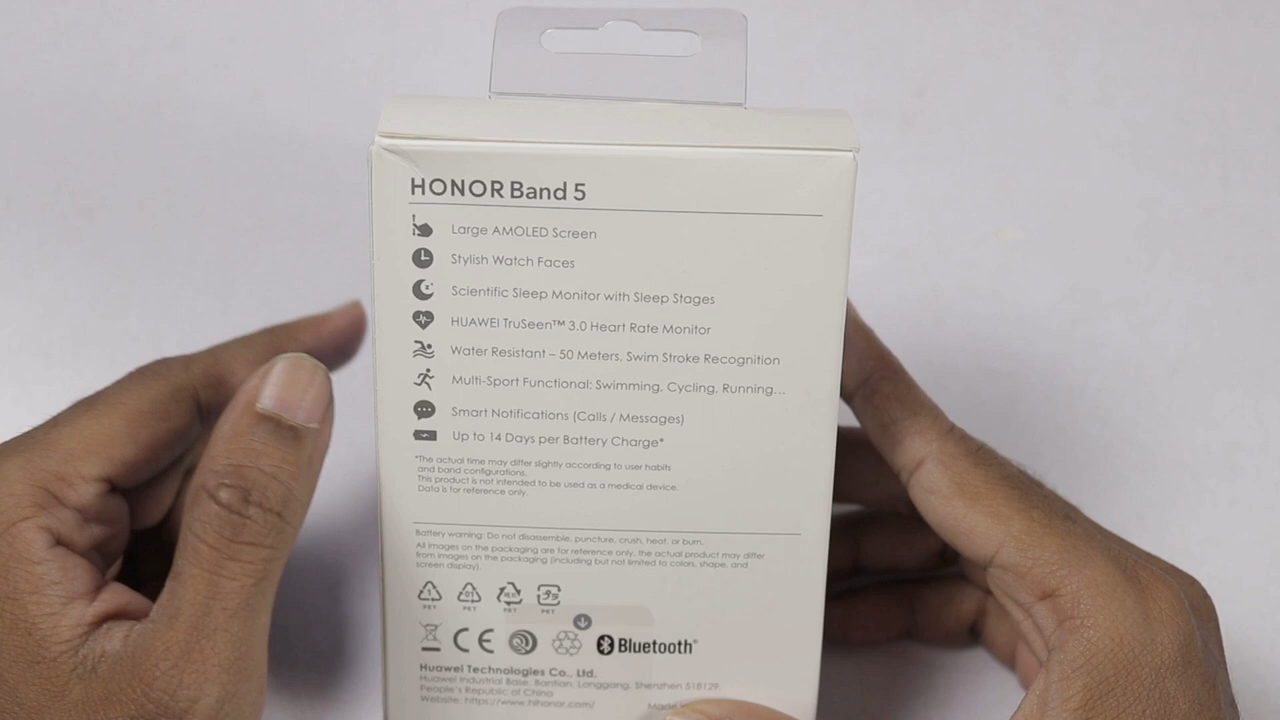 HONOR Band 5
Large AMOLED Screen
Stylish Watch Faces
Scientific Sleep Monitor with Sleep Stages
HUAWEI TruSeen™ 3.0 Heart Rate Monitor
Water Resistant – 50 Meters, Swim Stroke Recognition
Multi-Sport Functional: Swimming, Cycling, Running...
Smart Notifications (Calls / Messages)
Up to 14 Days per Battery Charge*
*The actual time may differ slightly according to user habits
and band configurations.
This product is not intended to be used as a medical device.
Data is for reference only.
Battery warning: Do not disassemble, puncture, crush, heat, or burn.
All images on the packaging are for reference only, the actual product may differ
from images on the packaging (including but not limited to colors, shape, and
screen display).
1 01
PET PET PET PET
CE Bluetooth®
Huawei Technologies Co., Ltd.
Huawei Industrial Base, Bantian, Longgang, Shenzhen 518129,
People's Republic of China
Website: https://www.hihonor.com/ Made